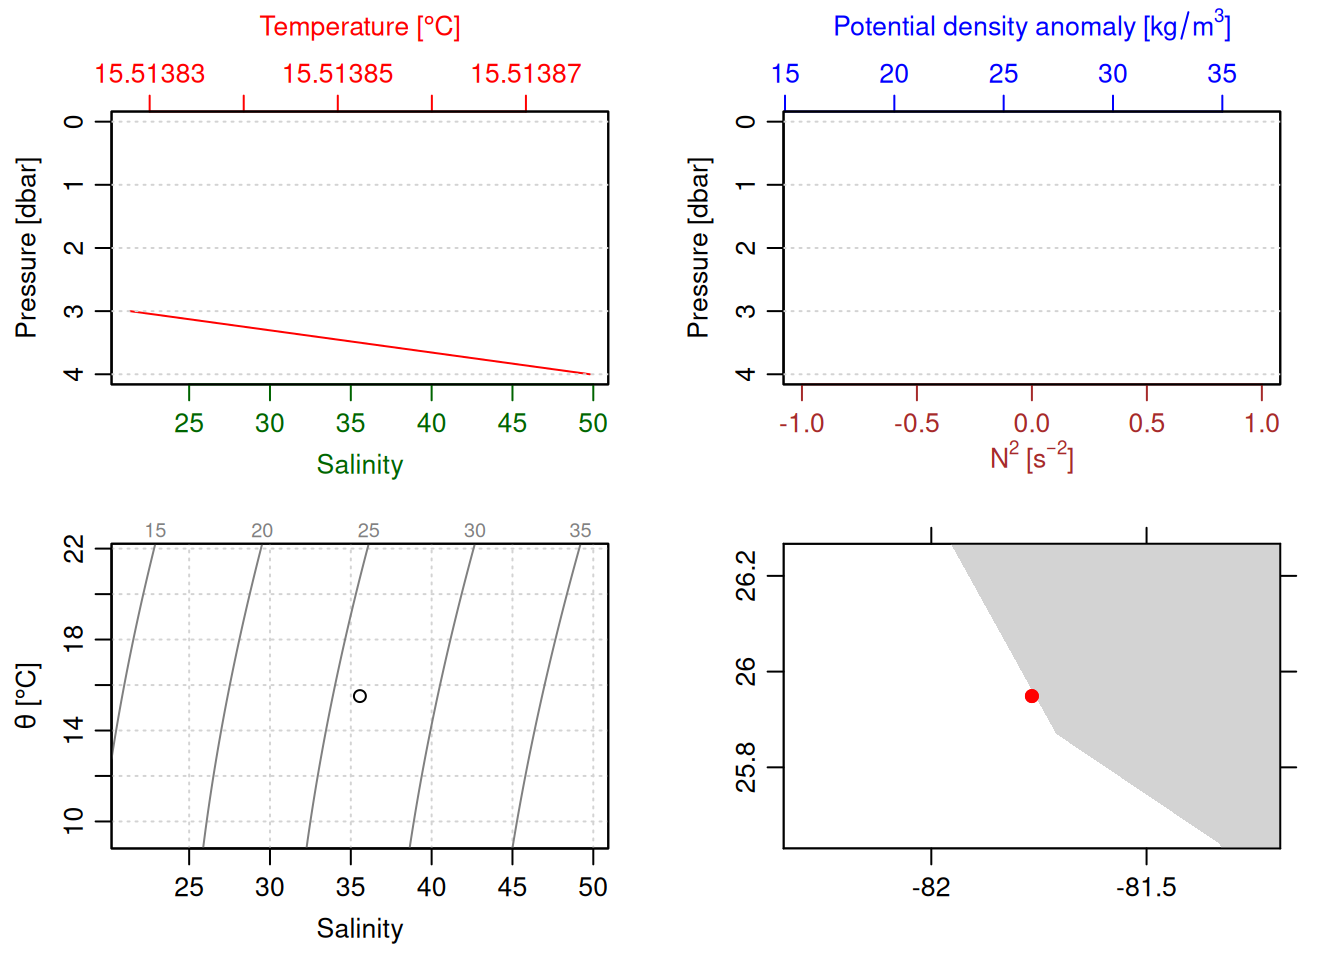 Temperature [°C]
15.51383 15.51385 15.51387
Pressure [dbar]
0
1
2
3
4
25 30 35 40 45 50
Salinity
Potential density anomaly [kg/m³]
15 20 25 30 35
Pressure [dbar]
0
1
2
3
4
-1.0 -0.5 0.0 0.5 1.0
N² [s⁻²]
15 20 25 30 35
θ [°C]
22
18
14
10
25 30 35 40 45 50
Salinity
26.2
26
25.8
-82 -81.5